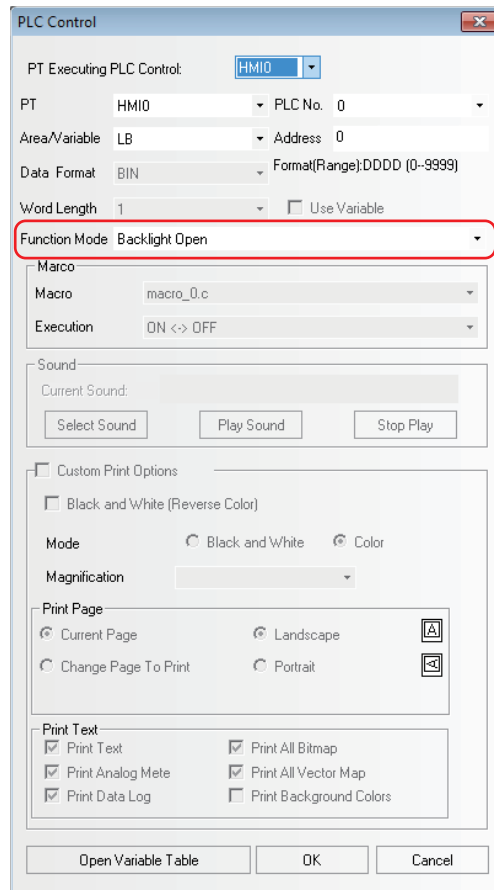 PLC Control
PT Executing PLC Control: HMI0
PT HMI0 PLC No. 0
Area/Variable LB Address 0
Data Format BIN Format(Range):DDDD (0--9999)
Word Length 1 Use Variable
Function Mode Backlight Open
Marco
Macro macro_0.c
Execution ON <-> OFF
Sound
Current Sound:
Select Sound Play Sound Stop Play
Custom Print Options
Black and White (Reverse Color)
Mode Black and White Color
Magnification
Print Page
Current Page Landscape A
Change Page To Print Portrait A
Print Text
Print Text Print All Bitmap
Print Analog Mete Print All Vector Map
Print Data Log Print Background Colors
Open Variable Table OK Cancel